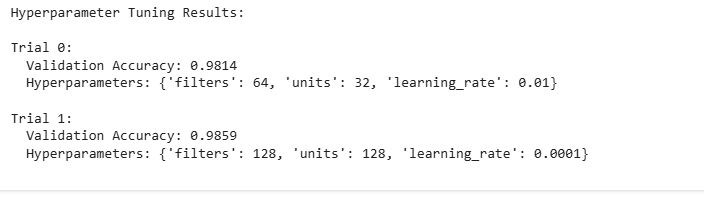 Hyperparameter Tuning Results:
Trial 0:
Validation Accuracy: 0.9814
Hyperparameters: {'filters': 64, 'units': 32, 'learning_rate': 0.01}
Trial 1:
Validation Accuracy: 0.9859
Hyperparameters: {'filters': 128, 'units': 128, 'learning_rate': 0.0001}